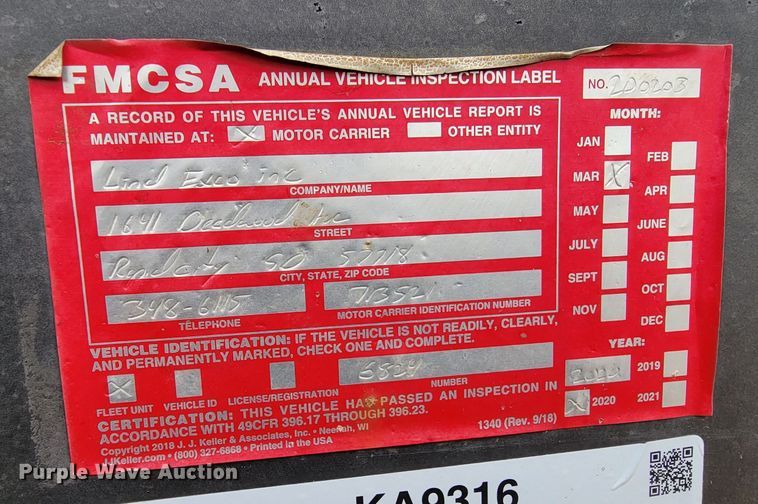 FMCSA ANNUAL VEHICLE INSPECTION LABEL
NO. 200203
A RECORD OF THIS VEHICLE'S ANNUAL VEHICLE REPORT IS
MAINTAINED AT: X MOTOR CARRIER OTHER ENTITY
Lind Exco Inc
COMPANY/NAME
1641 Deadwood Ave
STREET
Rapid City SD 57718
CITY, STATE, ZIP CODE
348-6115 713521
TELEPHONE MOTOR CARRIER IDENTIFICATION NUMBER
VEHICLE IDENTIFICATION: IF THE VEHICLE IS NOT READILY, CLEARLY,
AND PERMANENTLY MARKED, CHECK ONE AND COMPLETE.
X 6824
FLEET UNIT VEHICLE ID LICENSE/REGISTRATION NUMBER
CERTIFICATION: THIS VEHICLE HAS PASSED AN INSPECTION IN
ACCORDANCE WITH 49CFR 396.17 THROUGH 396.23.
Copyright 2018 J. J. Keller & Associates, Inc. • Neenah, WI
JJKeller.com • (800) 327-6868 • Printed in the USA
1340 (Rev. 9/18)
MONTH:
JAN FEB
MAR X APR
MAY JUNE
JULY AUG
SEPT OCT
NOV DEC
YEAR:
2019
X 2020 2021
KA9316
Purple Wave Auction